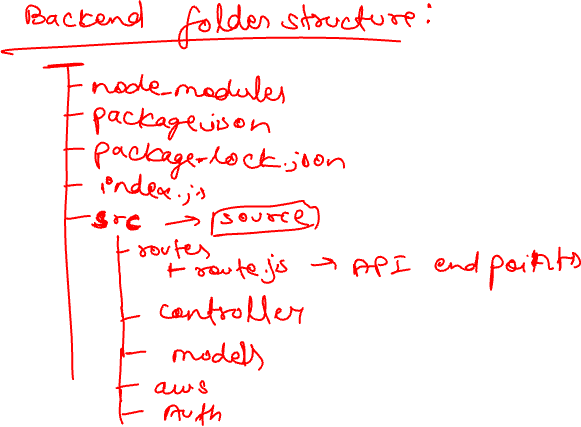 Backend folder structure:
node_modules
package.json
package-lock.json
index.js
src → source
routes
route.js → API endpoints
controller
models
aws
Auth